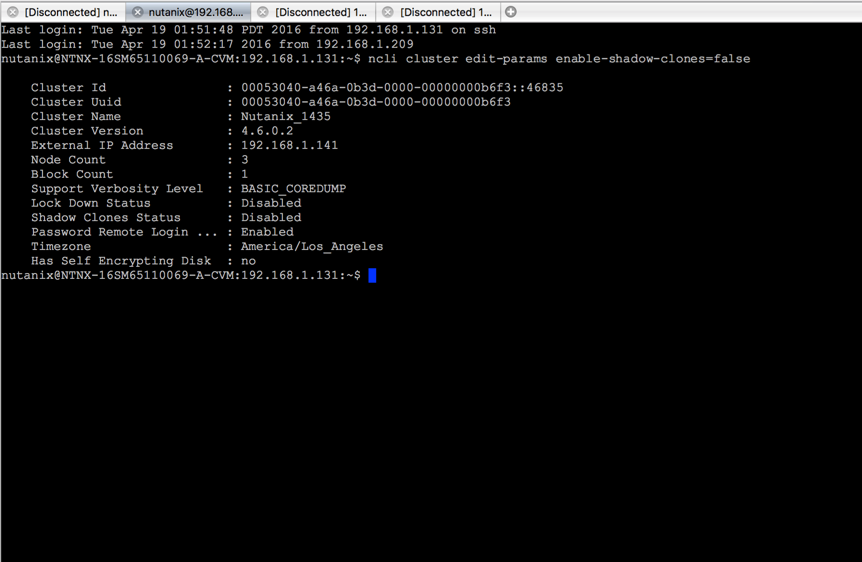 [Disconnected] n... nutanix@192.168.... [Disconnected] 1... [Disconnected] 1...
Last login: Tue Apr 19 01:51:48 PDT 2016 from 192.168.1.131 on ssh
Last login: Tue Apr 19 01:52:17 2016 from 192.168.1.209
nutanix@NTNX-16SM65110069-A-CVM:192.168.1.131:~$ ncli cluster edit-params enable-shadow-clones=false
Cluster Id : 00053040-a46a-0b3d-0000-00000000b6f3::46835
Cluster Uuid : 00053040-a46a-0b3d-0000-00000000b6f3
Cluster Name : Nutanix_1435
Cluster Version : 4.6.0.2
External IP Address : 192.168.1.141
Node Count : 3
Block Count : 1
Support Verbosity Level : BASIC_COREDUMP
Lock Down Status : Disabled
Shadow Clones Status : Disabled
Password Remote Login ... : Enabled
Timezone : America/Los_Angeles
Has Self Encrypting Disk : no
nutanix@NTNX-16SM65110069-A-CVM:192.168.1.131:~$